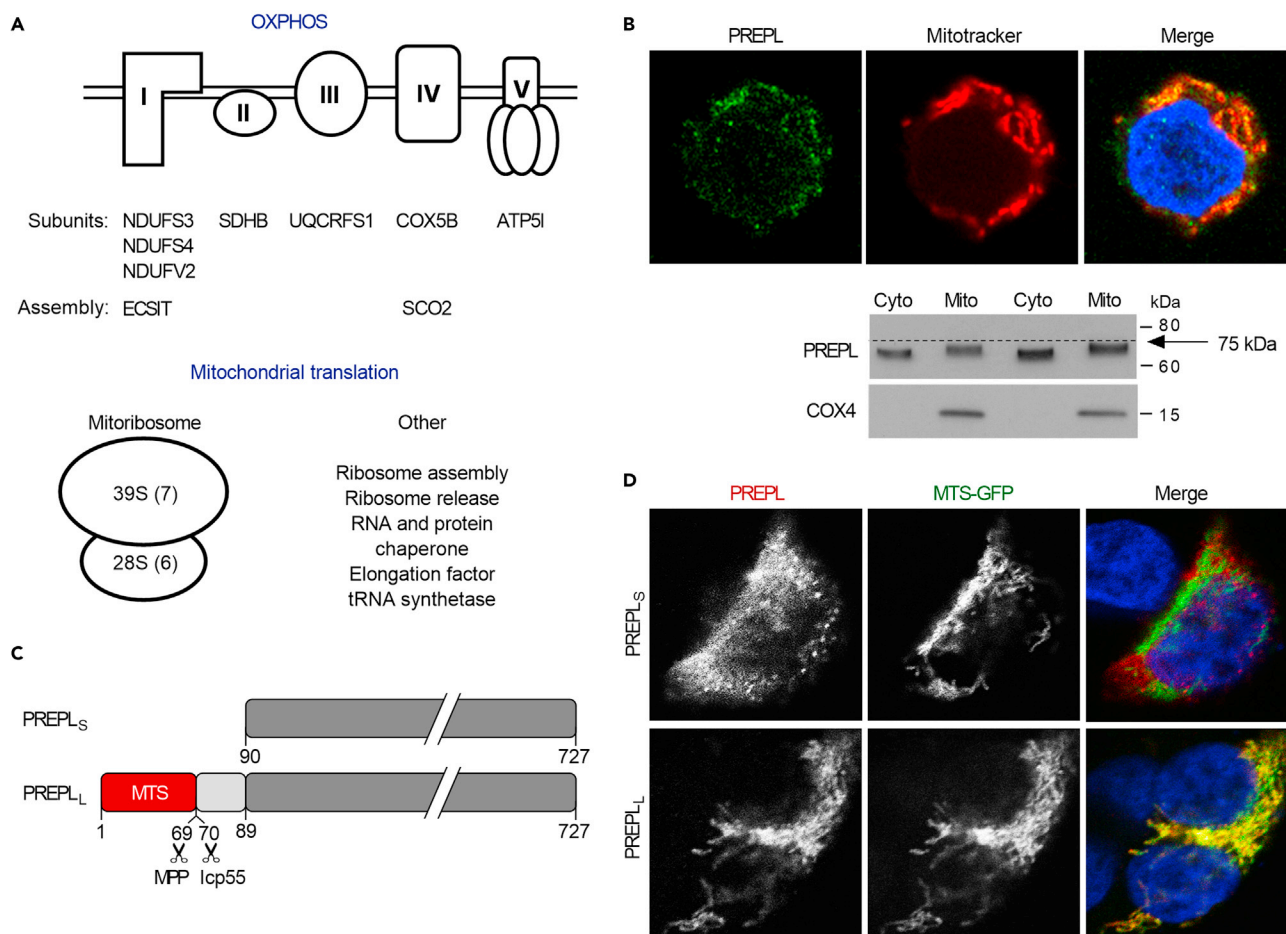 A
OXPHOS
I
II
III
IV
V
Subunits:
NDUFS3
SDHB
UQCRFS1
COX5B
ATP5I
NDUFS4
NDUFV2
Assembly:
ECSIT
SCO2
Mitochondrial translation
Mitoribosome
Other
39S (7)
28S (6)
Ribosome assembly
Ribosome release
RNA and protein
chaperone
Elongation factor
tRNA synthetase
B
PREPL
Mitotracker
Merge
Cyto
Mito
Cyto
Mito
kDa
PREPL
80
75 kDa
60
COX4
15
C
PREPLS
90
727
PREPLL
MTS
1
69
70
89
727
MPP
Icp55
D
PREPL
MTS-GFP
Merge
PREPLS
PREPLL